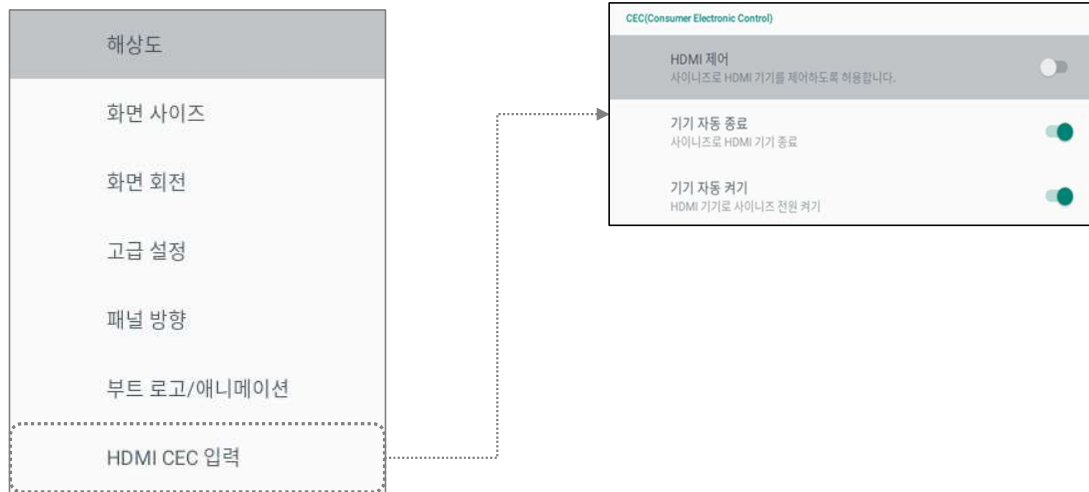 해상도
화면 사이즈
화면 회전
고급 설정
패널 방향
부트 로고/애니메이션
HDMI CEC 입력
CEC(Consumer Electronic Control)
HDMI 제어
사이니즈로 HDMI 기기를 제어하도록 허용합니다.
기기 자동 종료
사이니즈로 HDMI 기기 종료
기기 자동 켜기
HDMI 기기로 사이니즈 전원 켜기